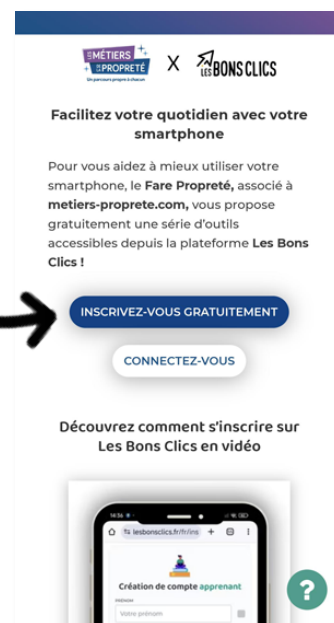 LES MÉTIERS
DE LA PROPRETÉ
Un parcours propre à chacun
X
LES BONS CLICS
Facilitez votre quotidien avec votre
smartphone
Pour vous aidez à mieux utiliser votre
smartphone, le Fare Propreté, associé à
metiers-proprete.com, vous propose
gratuitement une série d'outils
accessibles depuis la plateforme Les Bons
Clics !
INSCRIVEZ-VOUS GRATUITEMENT
CONNECTEZ-VOUS
Découvrez comment s'inscrire sur
Les Bons Clics en vidéo
lesbonsclics.fr/fr/ins
Création de compte apprenant
PRÉNOM
Votre prénom
?